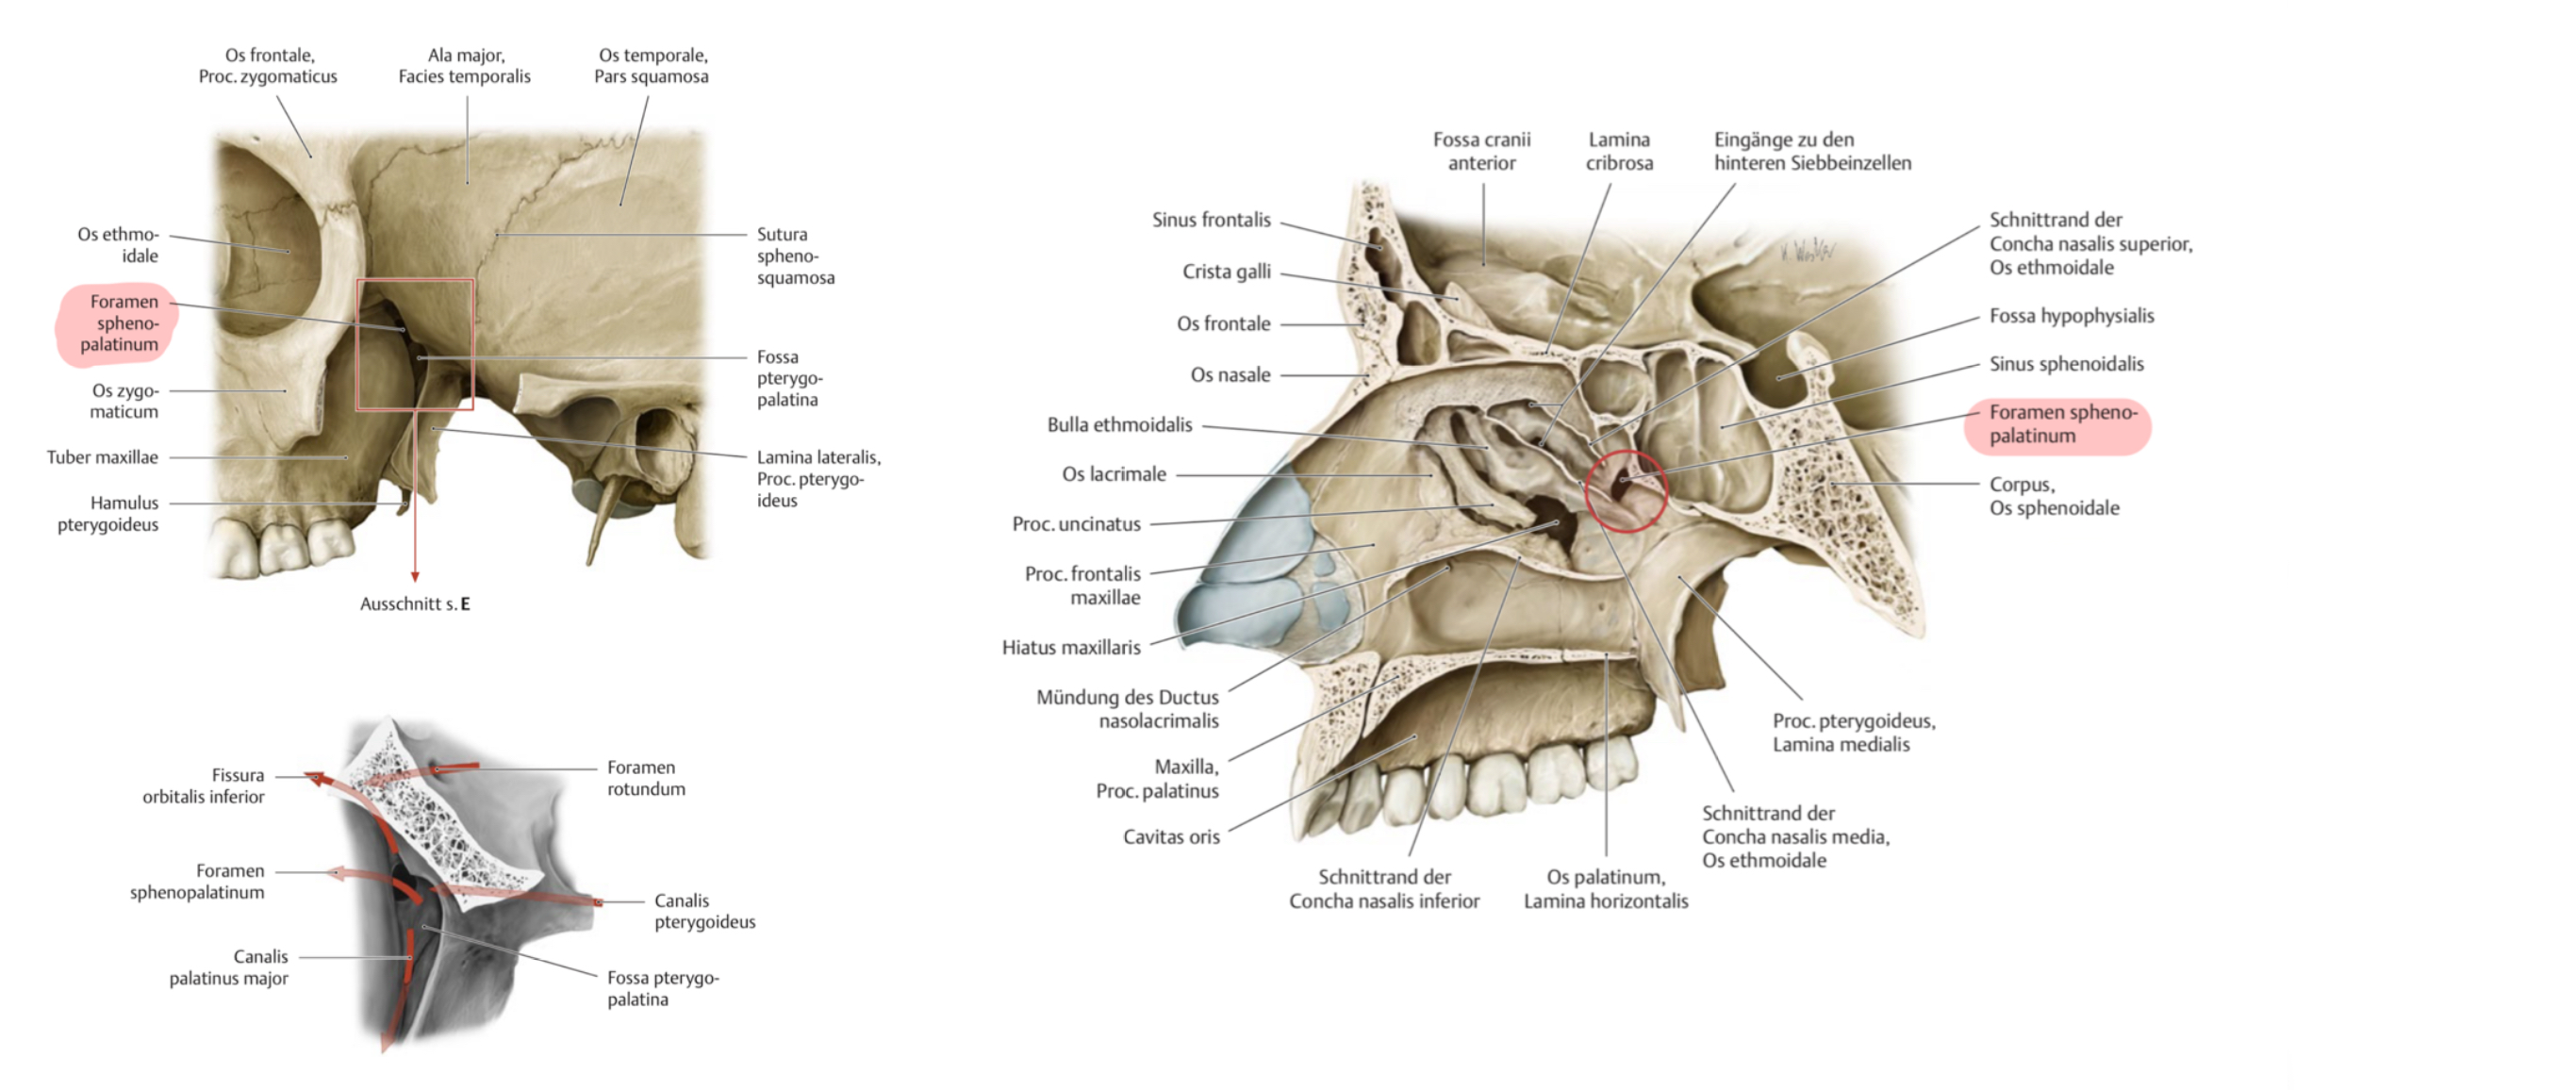 Os frontale,
Proc. zygomaticus
Ala major,
Facies temporalis
Os temporale,
Pars squamosa
Os ethmo-
idale
Foramen
spheno-
palatinum
Os zygo-
maticum
Tuber maxillae
Hamulus
pterygoideus
Sutura
spheno-
squamosa
Fossa
pterygo-
palatina
Lamina lateralis,
Proc. pterygo-
ideus
Ausschnitt s. E
Fissura
orbitalis inferior
Foramen
sphenopalatinum
Canalis
palatinus major
Foramen
rotundum
Canalis
pterygoideus
Fossa pterygo-
palatina
Fossa cranii
anterior
Lamina
cribrosa
Eingänge zu den
hinteren Siebbeinzellen
Sinus frontalis
Crista galli
Os frontale
Os nasale
Bulla ethmoidalis
Os lacrimale
Proc. uncinatus
Proc. frontalis
maxillae
Hiatus maxillaris
Mündung des Ductus
nasolacrimalis
Maxilla,
Proc. palatinus
Cavitas oris
Schnittrand der
Concha nasalis superior,
Os ethmoidale
Fossa hypophysialis
Sinus sphenoidalis
Foramen spheno-
palatinum
Corpus,
Os sphenoidale
Proc. pterygoideus,
Lamina medialis
Schnittrand der
Concha nasalis media,
Os ethmoidale
Schnittrand der
Concha nasalis inferior
Os palatinum,
Lamina horizontalis